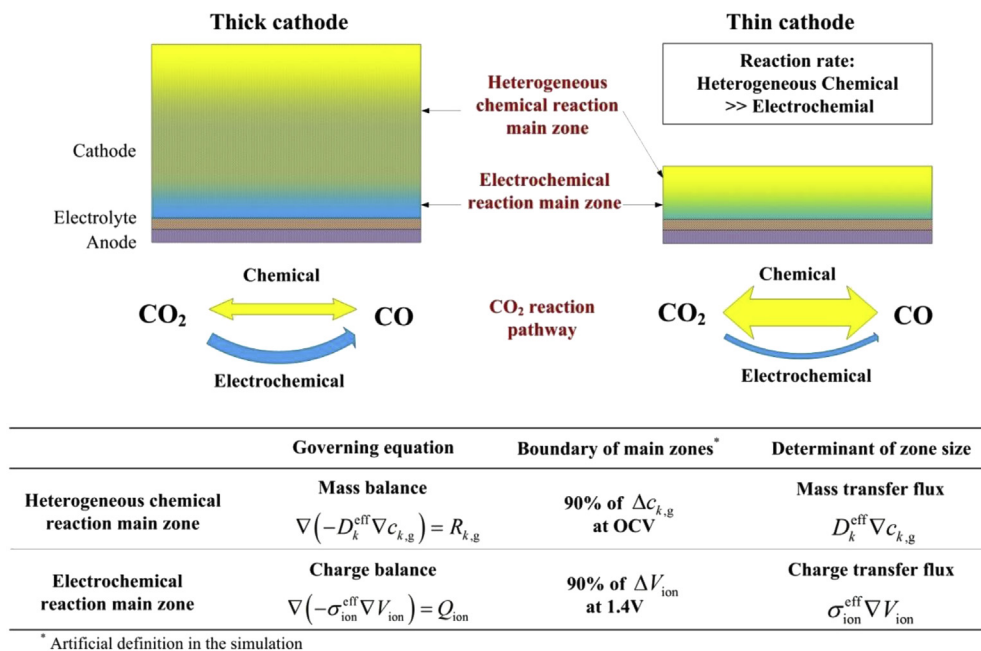 Thick cathode
Thin cathode
Reaction rate:
Heterogeneous Chemical
>> Electrochemial
Heterogeneous
chemical reaction
main zone
Cathode
Electrochemical
reaction main zone
Electrolyte
Anode
Chemical
CO₂
CO
Electrochemical
CO₂ reaction
pathway
Chemical
CO₂
CO
Electrochemical
Governing equation
Boundary of main zones*
Determinant of zone size
Heterogeneous chemical
reaction main zone
Mass balance
∇(−D_k^eff ∇c_k,g) = R_k,g
90% of Δc_k,g
at OCV
Mass transfer flux
D_k^eff ∇c_k,g
Electrochemical
reaction main zone
Charge balance
∇(−σ_ion^eff ∇V_ion) = Q_ion
90% of ΔV_ion
at 1.4V
Charge transfer flux
σ_ion^eff ∇V_ion
* Artificial definition in the simulation